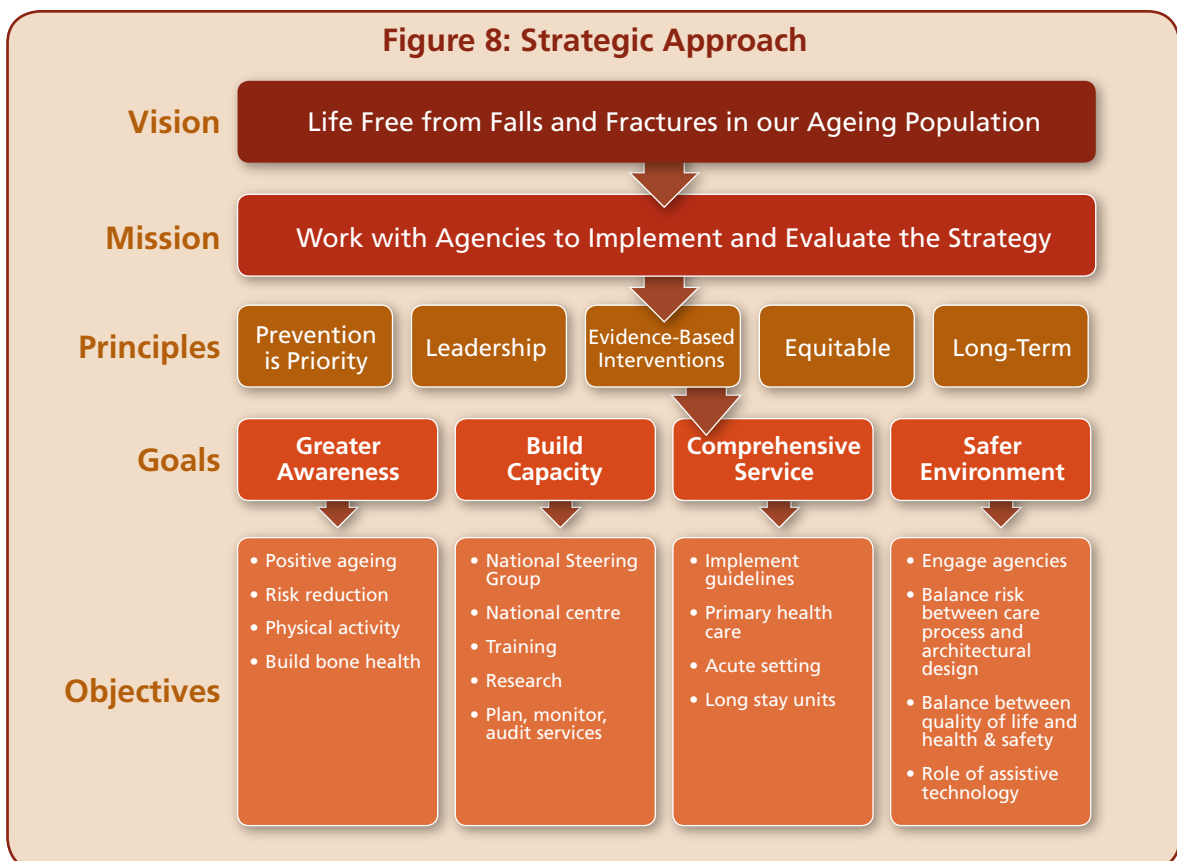 Figure 8: Strategic Approach
Vision
Life Free from Falls and Fractures in our Ageing Population
Mission
Work with Agencies to Implement and Evaluate the Strategy
Principles
Prevention
is Priority
Leadership
Evidence-Based
Interventions
Equitable
Long-Term
Goals
Greater
Awareness
Build
Capacity
Comprehensive
Service
Safer
Environment
Objectives
• Positive ageing
• Risk reduction
• Physical activity
• Build bone health
• National Steering
Group
• National centre
• Training
• Research
• Plan, monitor,
audit services
• Implement
guidelines
• Primary health
care
• Acute setting
• Long stay units
• Engage agencies
• Balance risk
between care
process and
architectural
design
• Balance between
quality of life and
health & safety
• Role of assistive
technology